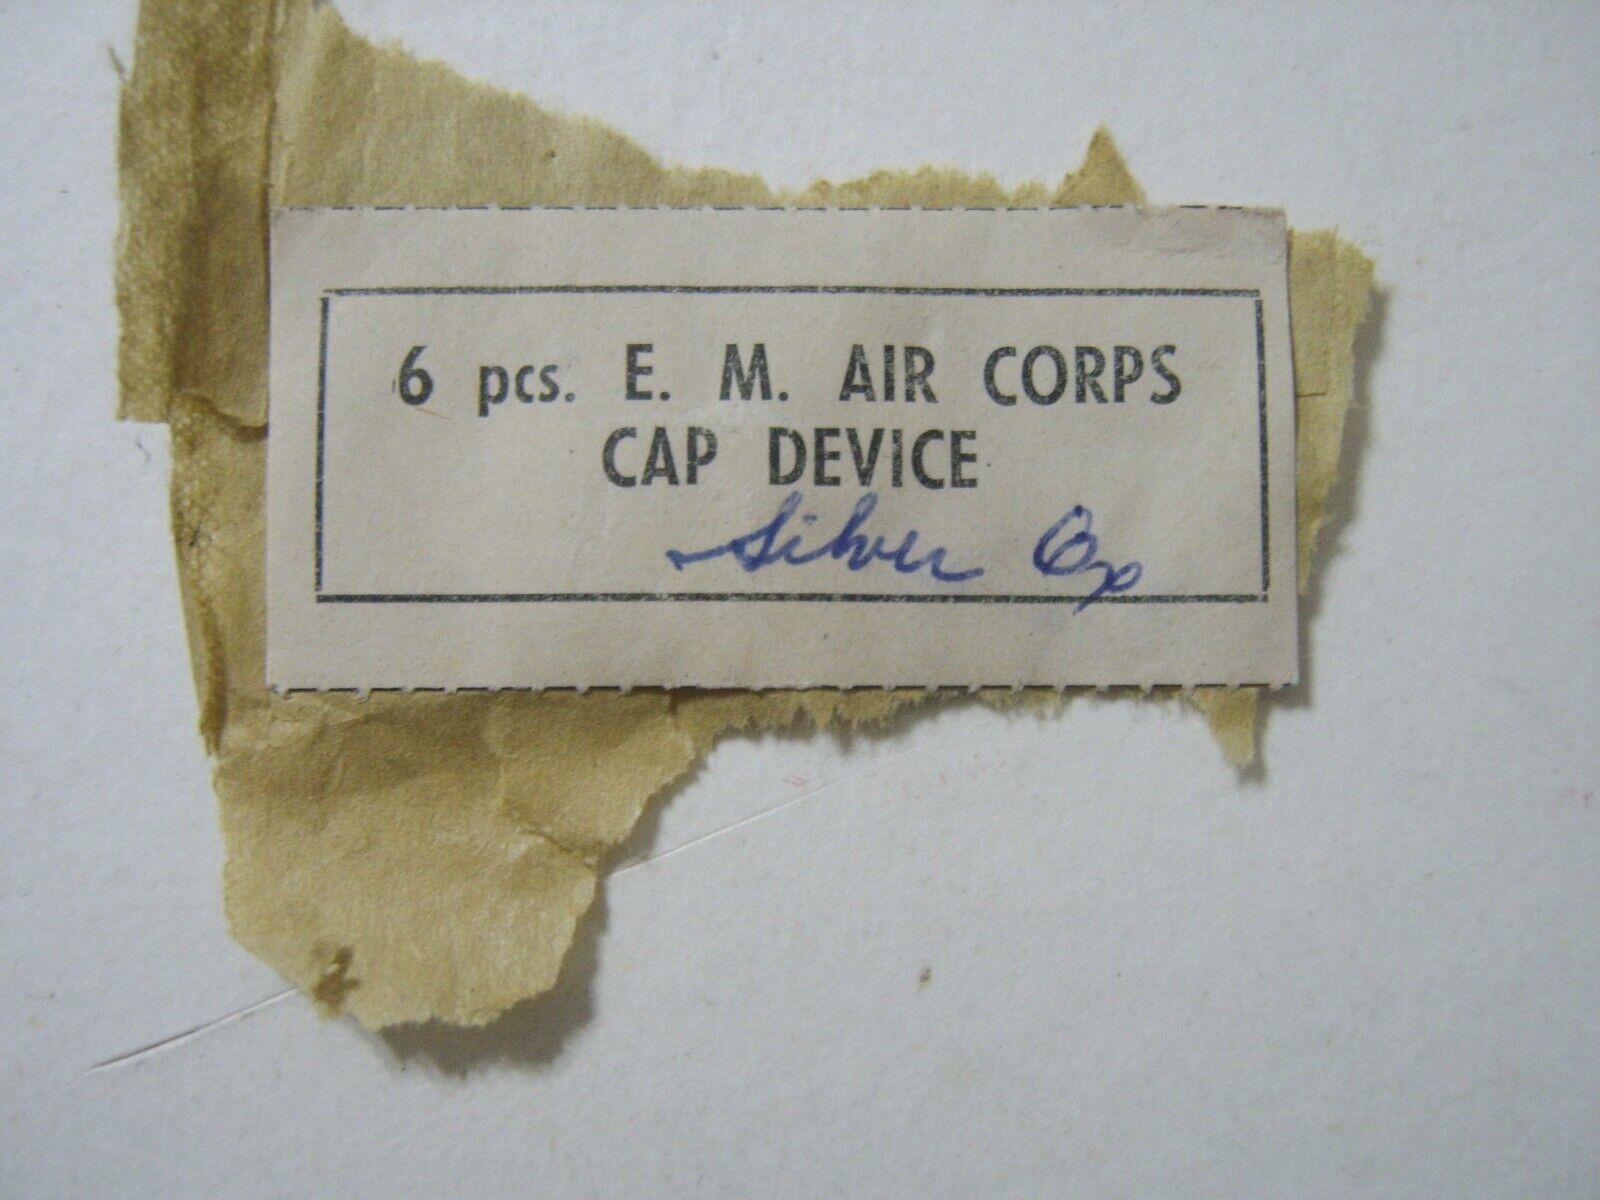 6 pcs. E. M. AIR CORPS
CAP DEVICE
Silver Ox